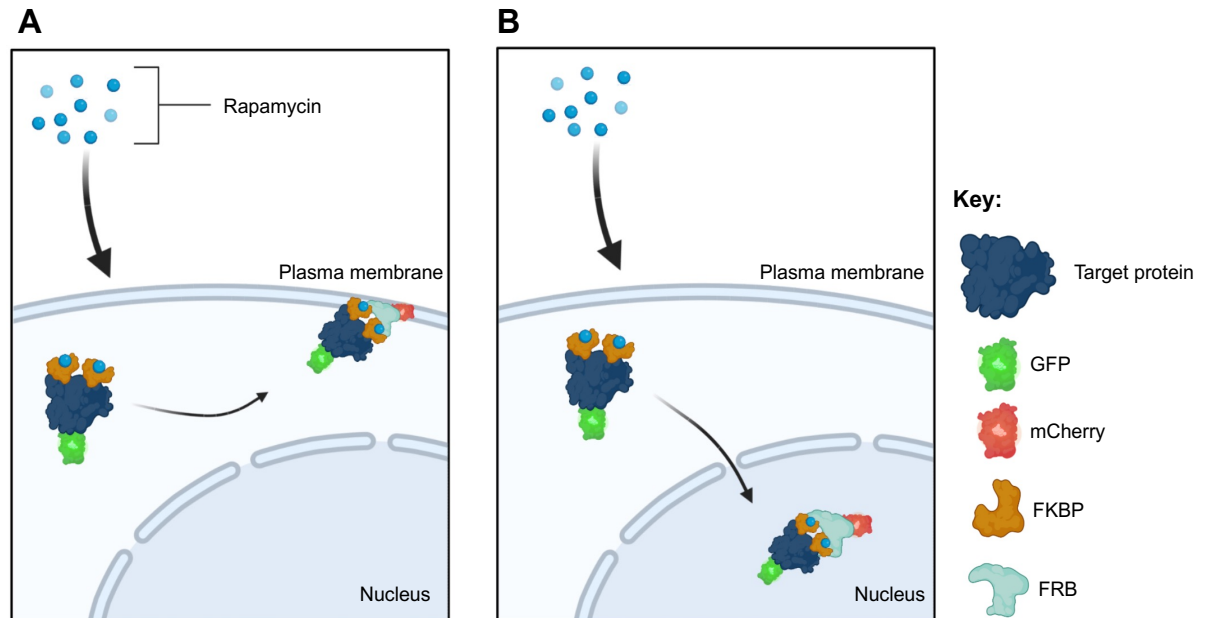 A
Rapamycin
Plasma membrane
Nucleus
B
Plasma membrane
Nucleus
Key:
Target protein
GFP
mCherry
FKBP
FRB